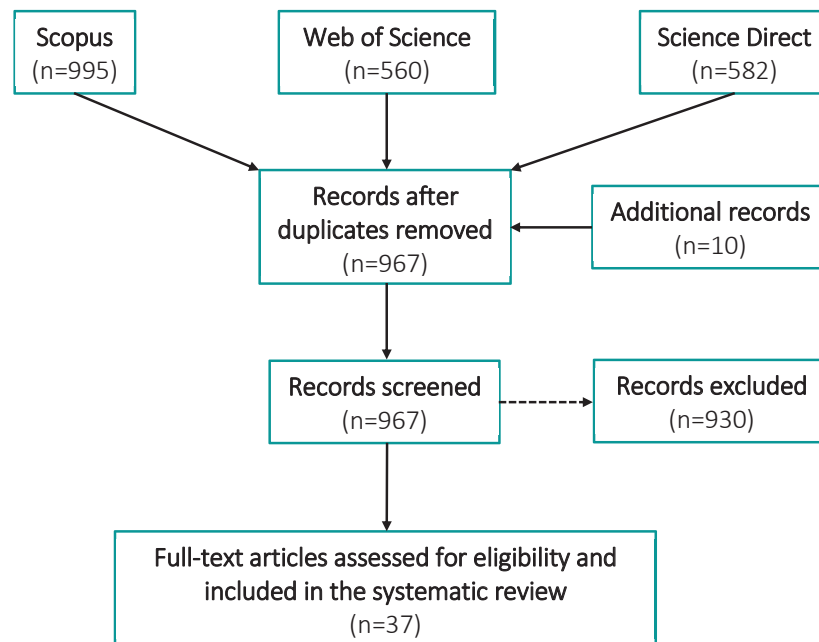 Scopus
(n=995)
Web of Science
(n=560)
Science Direct
(n=582)
Records after
duplicates removed
(n=967)
Additional records
(n=10)
Records screened
(n=967)
Records excluded
(n=930)
Full-text articles assessed for eligibility and
included in the systematic review
(n=37)